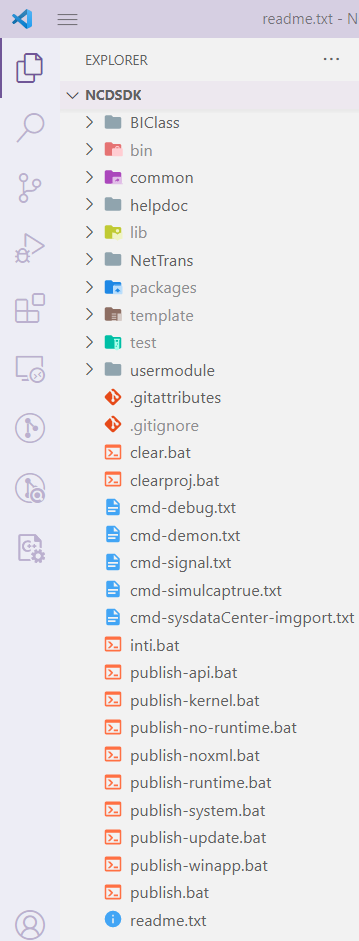 readme.txt - N
EXPLORER
NCDSDK
BIClass
bin
common
helpdoc
lib
NetTrans
packages
template
test
usermodule
.gitattributes
.gitignore
clear.bat
clearproj.bat
cmd-debug.txt
cmd-demon.txt
cmd-signal.txt
cmd-simulcaptrue.txt
cmd-sysdataCenter-imgport.txt
inti.bat
publish-api.bat
publish-kernel.bat
publish-no-runtime.bat
publish-noxml.bat
publish-runtime.bat
publish-system.bat
publish-update.bat
publish-winapp.bat
publish.bat
readme.txt